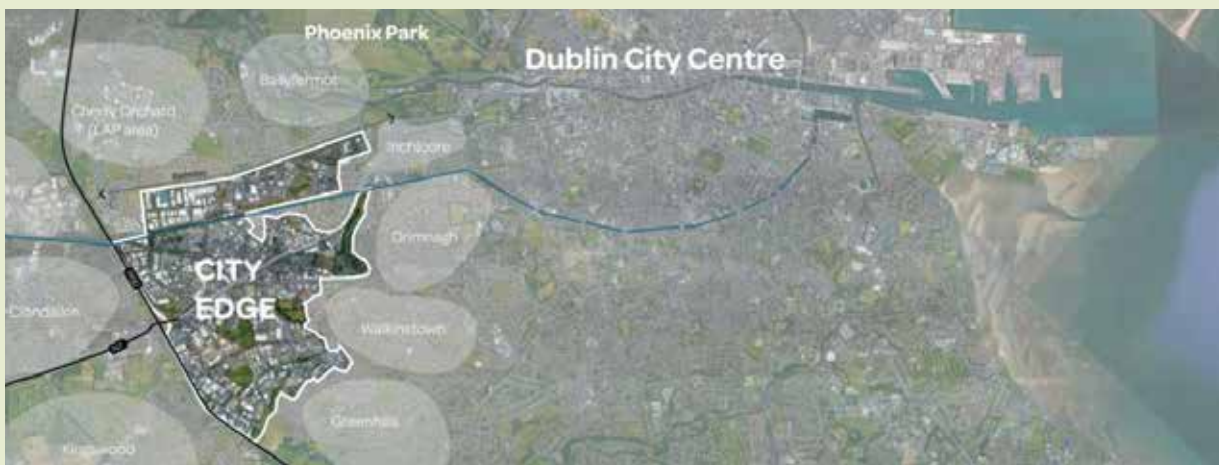 Phoenix Park
Dublin City Centre
Ballyfermot
Cherry Orchard
(LAP area)
Inchicore
Drimnagh
CITY
EDGE
Clondalkin
Walkinstown
Greenhills
Kingswood